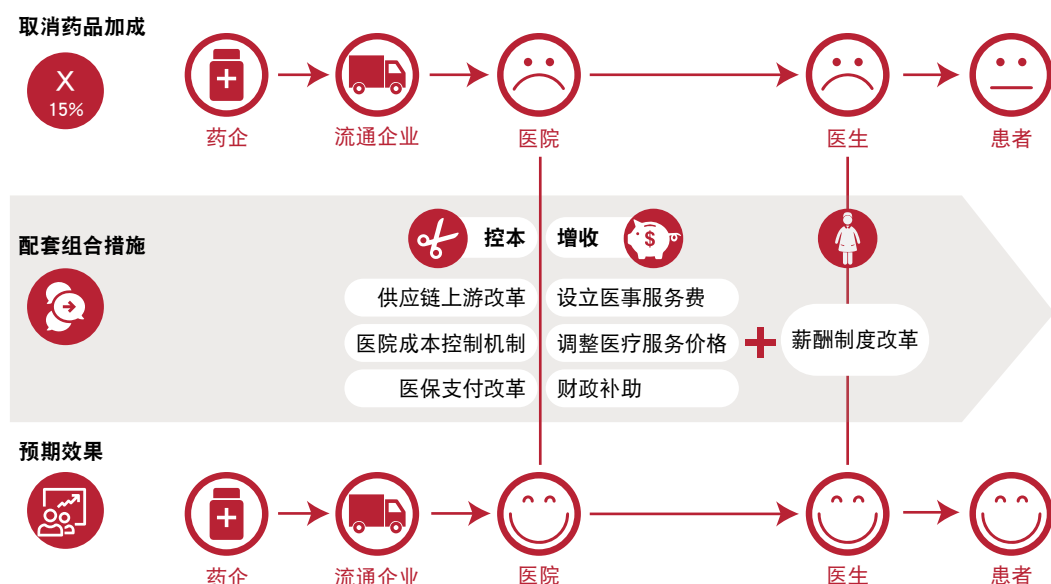 取消药品加成
X
15%
药企
流通企业
医院
医生
患者
配套组合措施
控本
增收
$
供应链上游改革
设立医事服务费
医院成本控制机制
调整医疗服务价格
薪酬制度改革
医保支付改革
财政补助
预期效果
药企
流通企业
医院
医生
患者